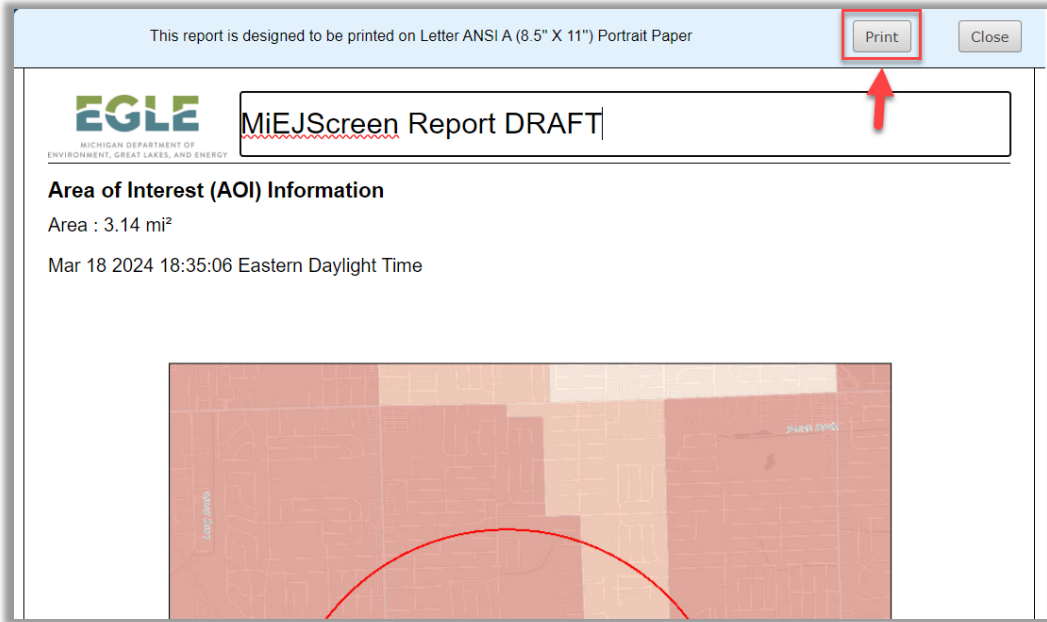 This report is designed to be printed on Letter ANSI A (8.5" X 11") Portrait Paper
Print
Close
EGLE
MICHIGAN DEPARTMENT OF
ENVIRONMENT, GREAT LAKES, AND ENERGY
MiEJScreen Report DRAFT
Area of Interest (AOI) Information
Area : 3.14 mi²
Mar 18 2024 18:35:06 Eastern Daylight Time